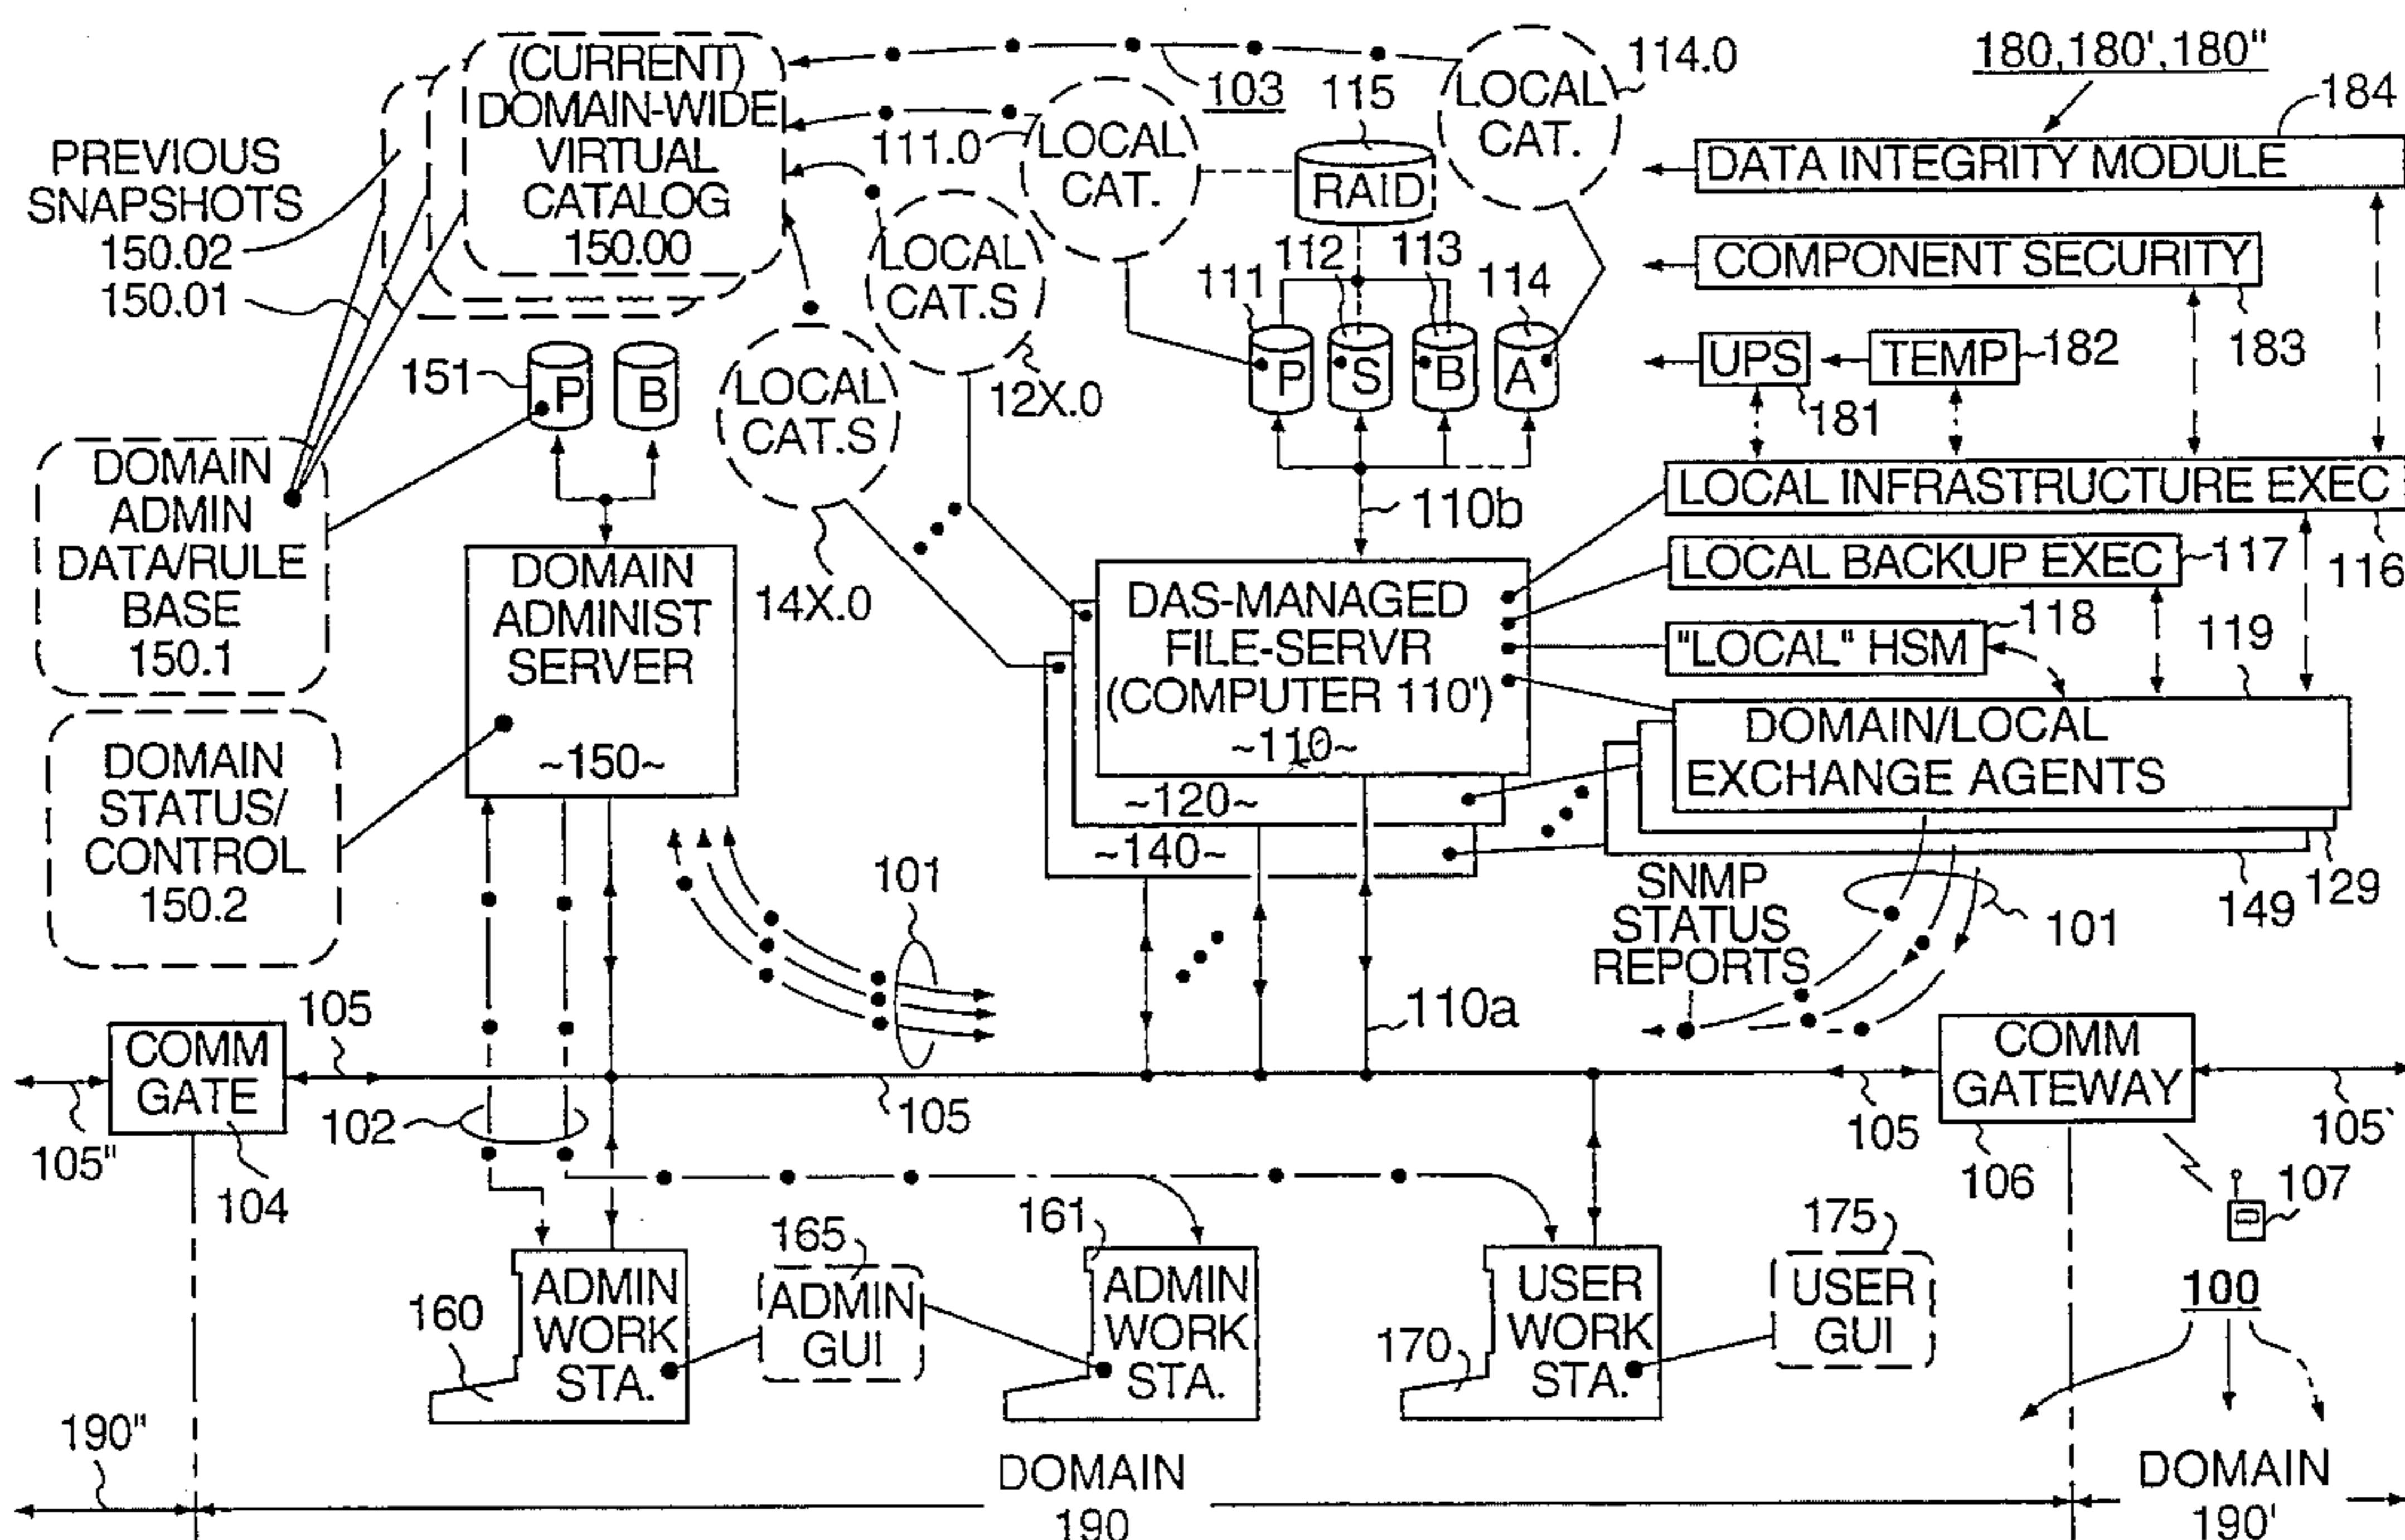 (CURRENT)
DOMAIN-WIDE
VIRTUAL
CATALOG
150.00
PREVIOUS
SNAPSHOTS
150.02
150.01
103
111.0
LOCAL
CAT.
115
RAID
LOCAL
CAT.
114.0
LOCAL
CAT.S
12X.0
LOCAL
CAT.S
14X.0
180,180',180"
184
DATA INTEGRITY MODULE
COMPONENT SECURITY
183
UPS
181
TEMP
182
111
112
113
114
P
S
B
A
110b
151
P
B
DOMAIN
ADMIN
DATA/RULE
BASE
150.1
DOMAIN
STATUS/
CONTROL
150.2
DOMAIN
ADMINIST
SERVER
~150~
DAS-MANAGED
FILE-SERVR
(COMPUTER 110')
~110~
~120~
~140~
LOCAL INFRASTRUCTURE EXEC
116
LOCAL BACKUP EXEC
117
"LOCAL" HSM
118
119
DOMAIN/LOCAL
EXCHANGE AGENTS
129
149
SNMP
STATUS
REPORTS
101
101
110a
COMM
GATE
104
105
105"
102
105
105
COMM
GATEWAY
106
105`
107
100
160
ADMIN
WORK
STA.
165
ADMIN
GUI
161
ADMIN
WORK
STA.
170
USER
WORK
STA.
175
USER
GUI
190"
DOMAIN
190
DOMAIN
190'